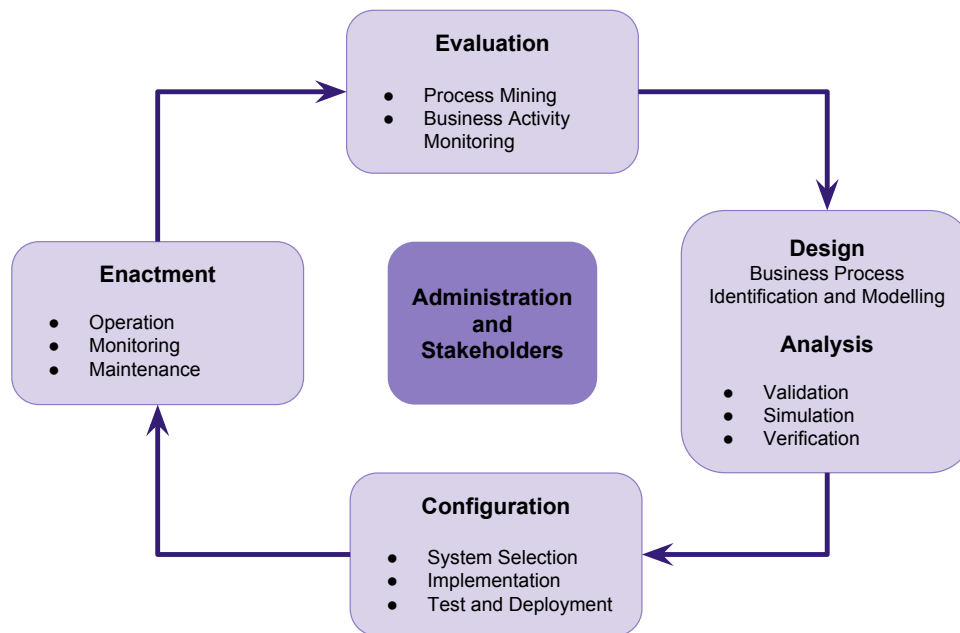 Evaluation
● Process Mining
● Business Activity
Monitoring
Design
Business Process
Identification and Modelling
Analysis
● Validation
● Simulation
● Verification
Enactment
● Operation
● Monitoring
● Maintenance
Administration
and
Stakeholders
Configuration
● System Selection
● Implementation
● Test and Deployment